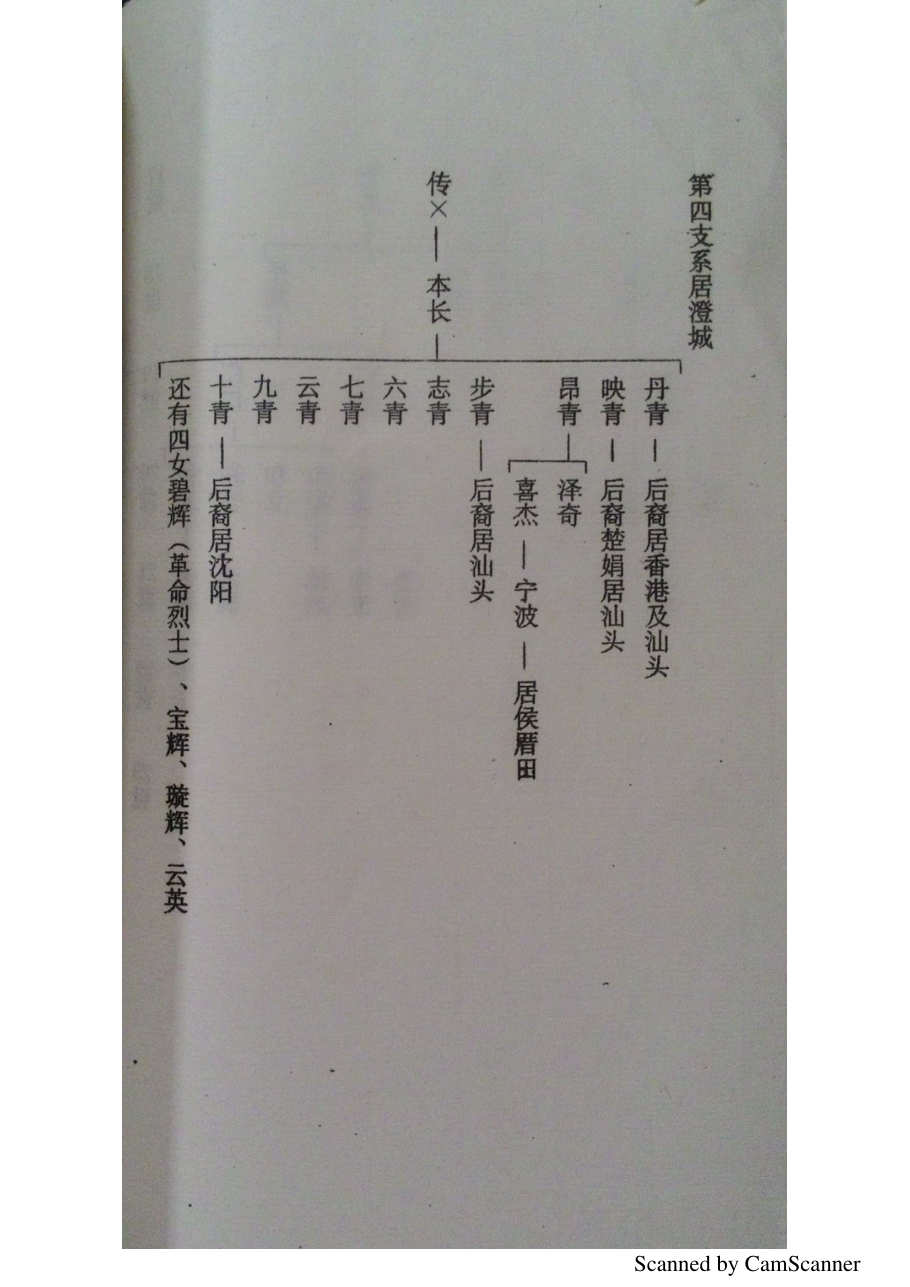 第四支系居澄城
传×—本长—
丹青—后裔居香港及汕头
映青—后裔楚娟居汕头
昂青
泽奇
喜杰—宁波—居侯厝田
步青—后裔居汕头
志青
六青
七青
云青
九青
十青—后裔居沈阳
还有四女碧辉（革命烈士）、宝辉、璇辉、云英
Scanned by CamScanner